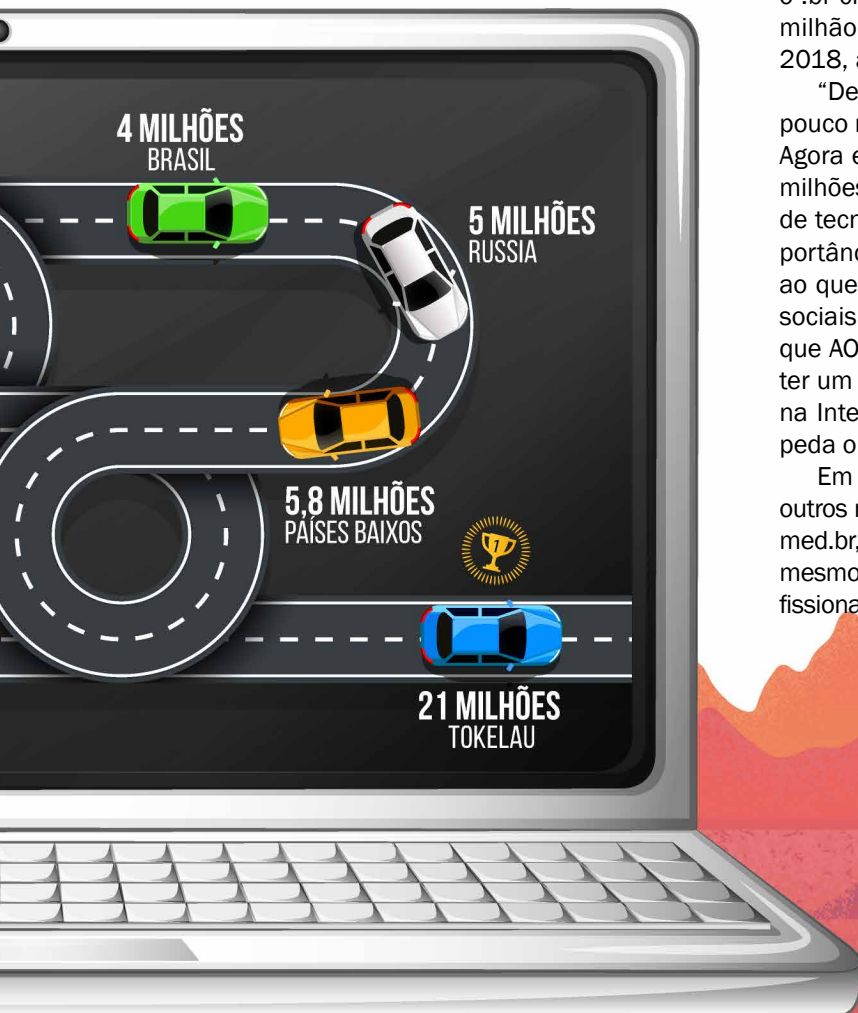 4 MILHÕES
BRASIL
5 MILHÕES
RUSSIA
5,8 MILHÕES
PAÍSES BAIXOS
1
21 MILHÕES
TOKELAU
milhão
2018,
“De
pouco
Agora
milhões
de tecn
portânc
ao que
sociais
que AO
ter um
na Inte
peda o
Em
outros
med.br,
mesmo
fissiona